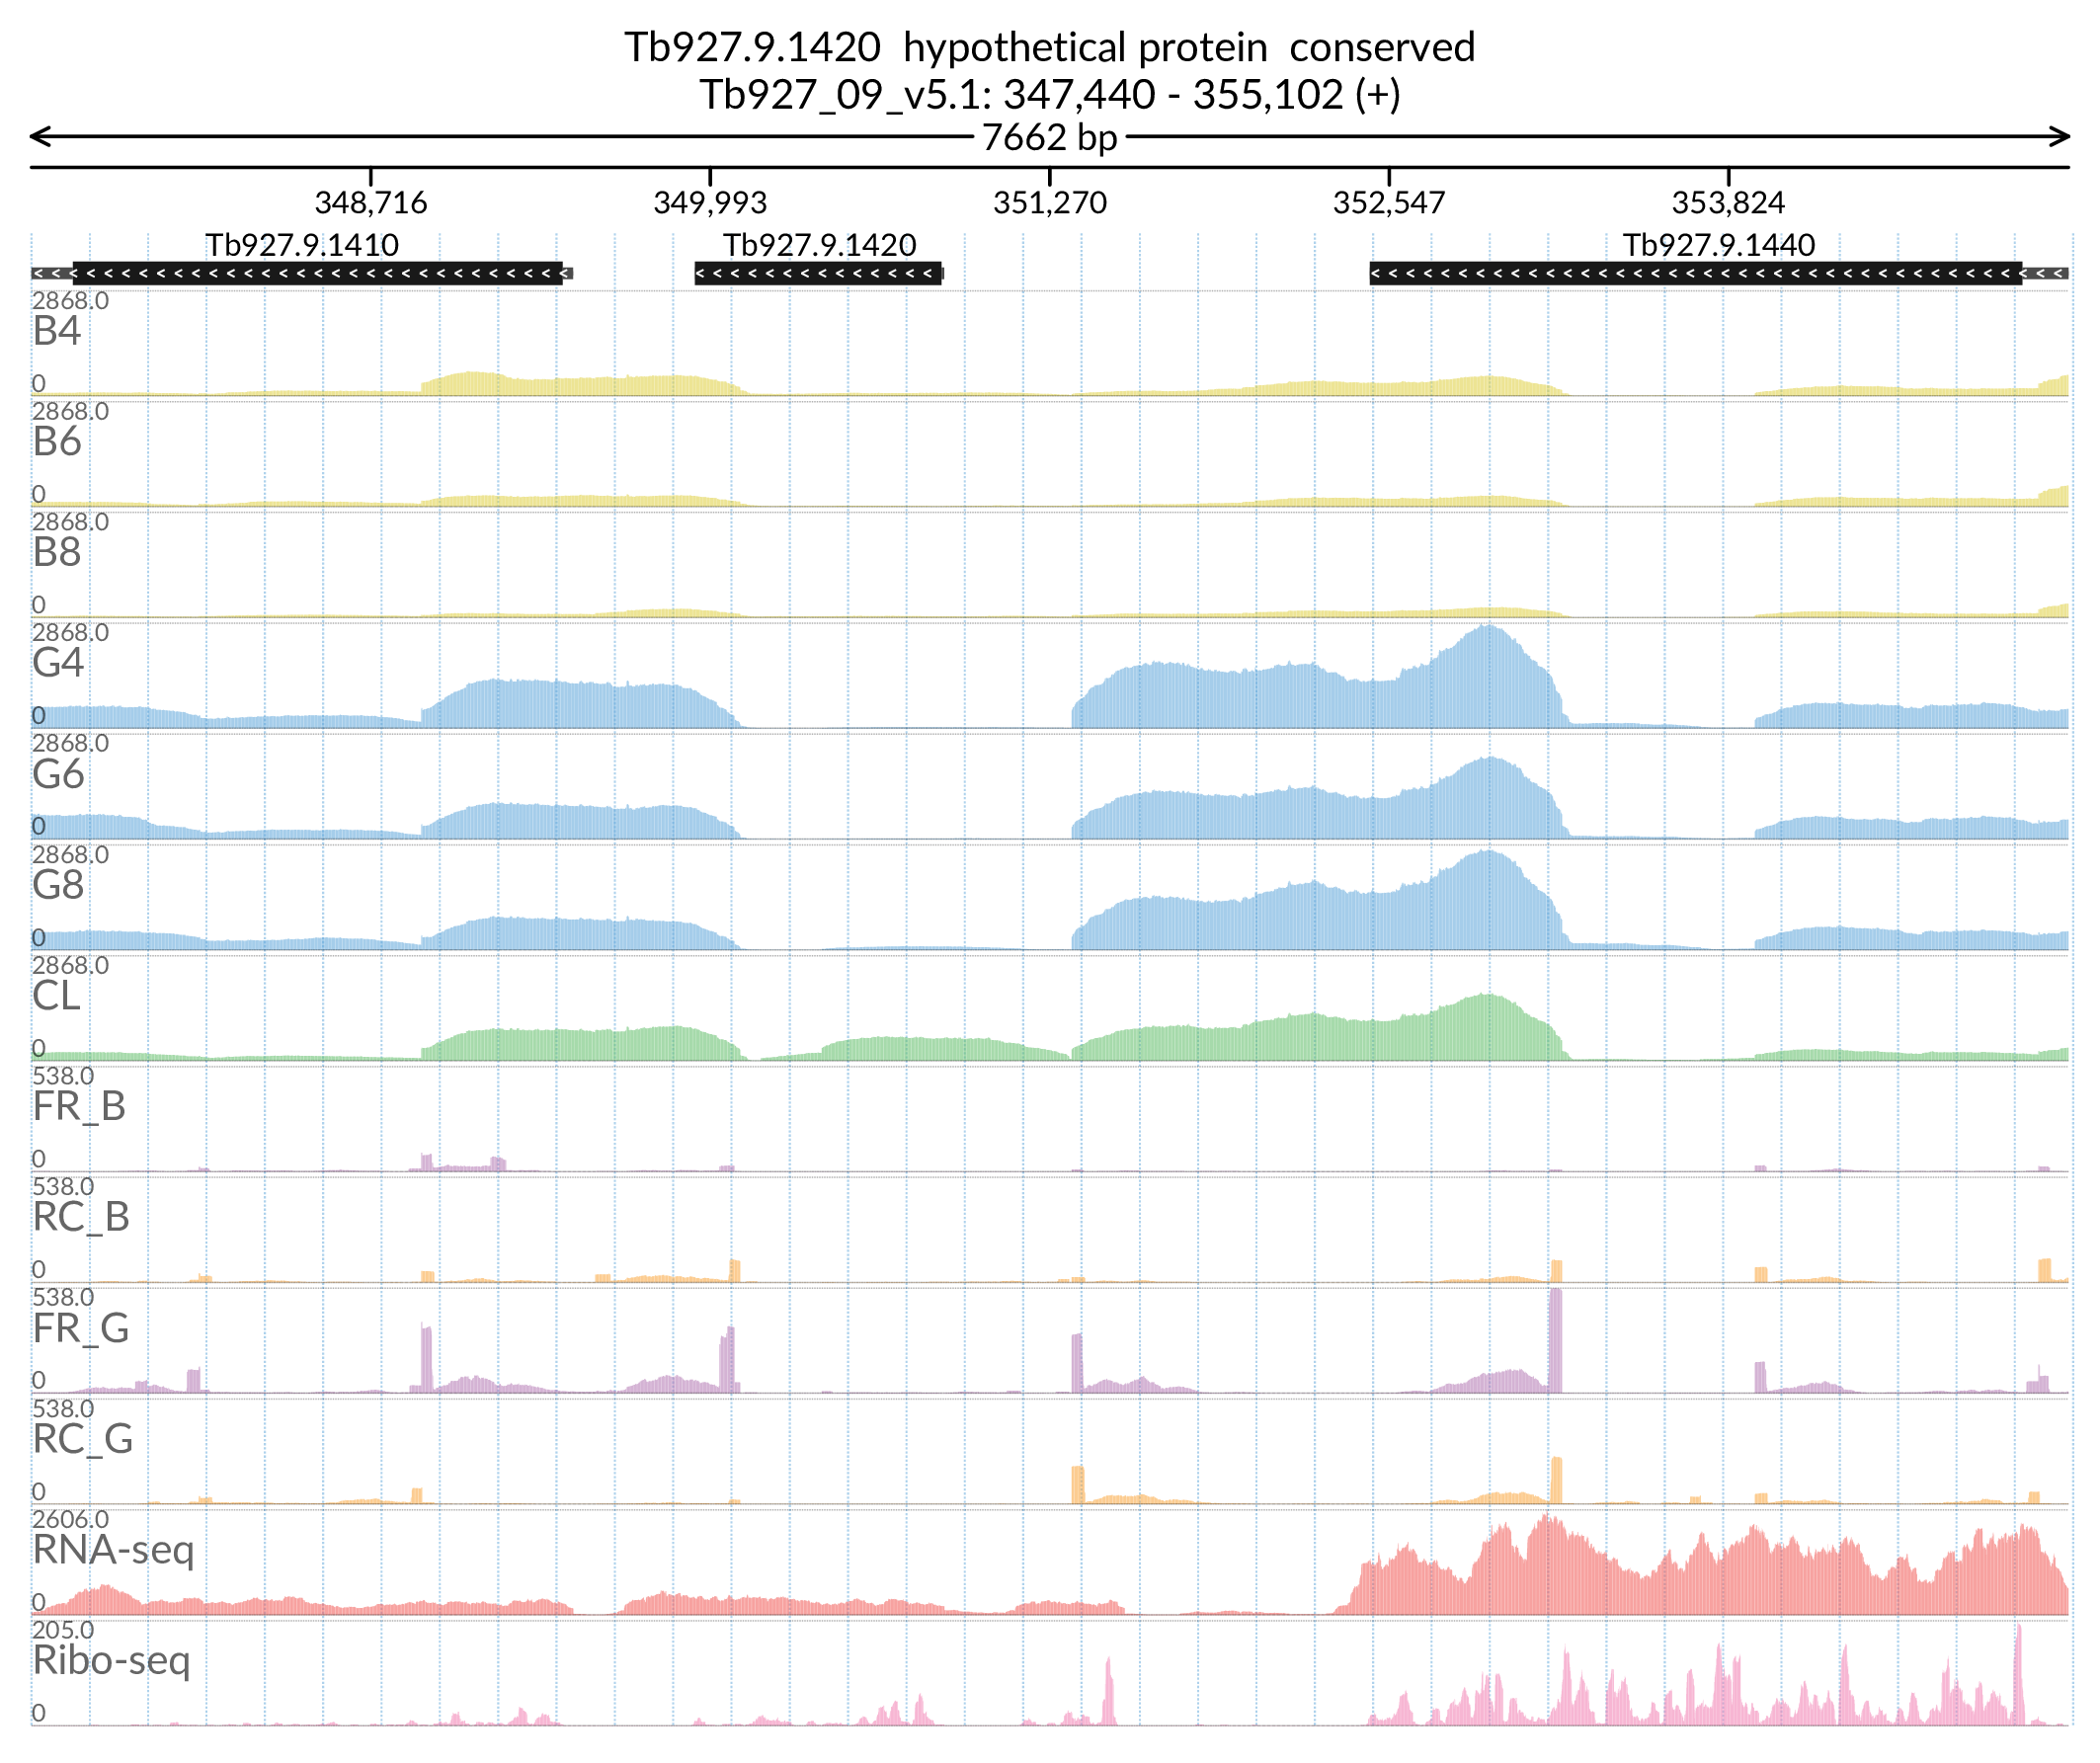 Tb927.9.1420 hypothetical protein conserved
Tb927_09_v5.1: 347,440 - 355,102 (+)
7662 bp
348,716 349,993 351,270 352,547 353,824
Tb927.9.1410 Tb927.9.1420 Tb927.9.1440
2868.0
B4
0
2868.0
B6
0
2868.0
B8
0
2868.0
G4
0
2868.0
G6
0
2868.0
G8
0
2868.0
CL
0
538.0
FR_B
0
538.0
RC_B
0
538.0
FR_G
0
538.0
RC_G
0
2606.0
RNA-seq
0
205.0
Ribo-seq
0